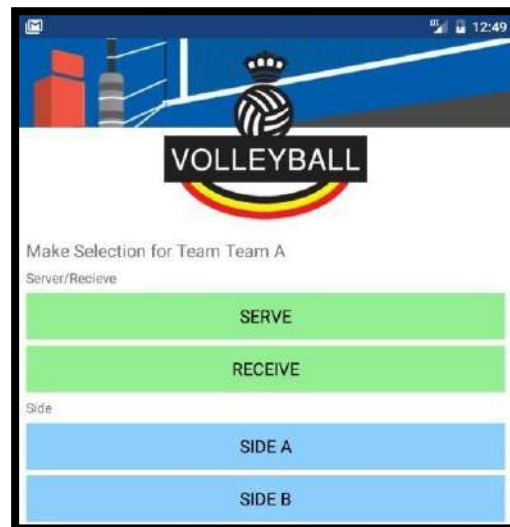 12:49
VOLLEYBALL
Make Selection for Team Team A
Server/Recieve
SERVE
RECEIVE
Side
SIDE A
SIDE B